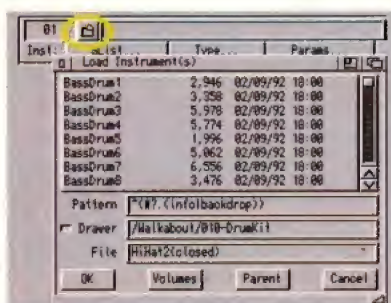 01
Inst: List... Type... Params...
Load Instrument(s)
BassDrum1 2,946 02/09/92 18:00
BassDrum2 3,358 02/09/92 18:00
BassDrum3 5,978 02/09/92 18:00
BassDrum4 5,774 02/09/92 18:00
BassDrum5 1,996 02/09/92 18:00
BassDrum6 5,062 02/09/92 18:00
BassDrum7 6,556 02/09/92 18:00
BassDrum8 3,476 02/09/92 18:00
Pattern ~(#?.(info|backdrop))
Drawer /Walkabout/010-DrumKit
File HiHat2(closed)
OK Volumes Parent Cancel